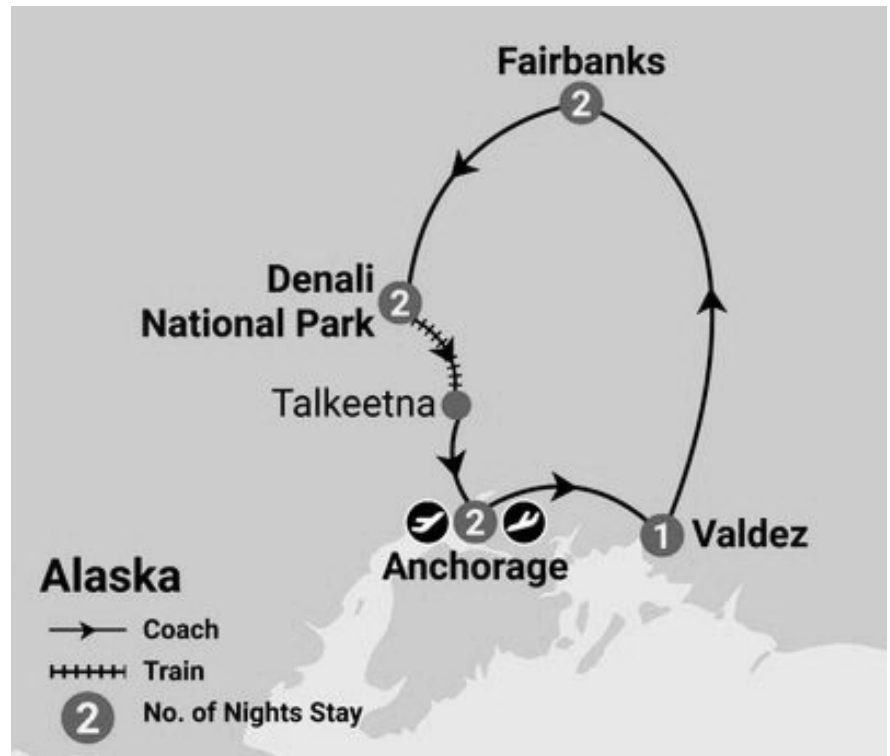 Fairbanks
2
Denali
National Park
2
Talkeetna
2
Anchorage
1
Valdez
Alaska
Coach
Train
2
No. of Nights Stay